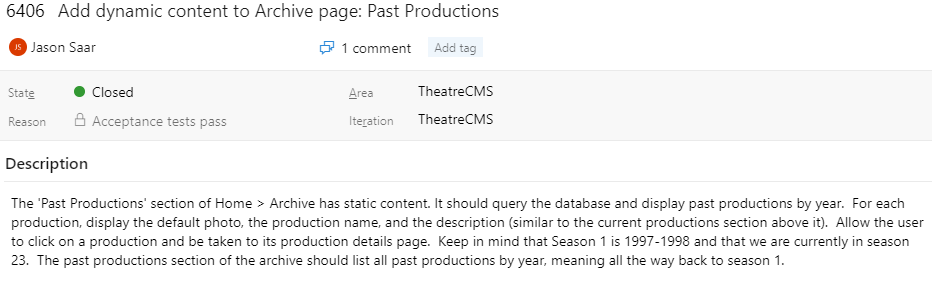 6406 Add dynamic content to Archive page: Past Productions
JS Jason Saar 1 comment Add tag
State Closed Area TheatreCMS
Reason Acceptance tests pass Iteration TheatreCMS
Description
The 'Past Productions' section of Home > Archive has static content. It should query the database and display past productions by year. For each
production, display the default photo, the production name, and the description (similar to the current productions section above it). Allow the user
to click on a production and be taken to its production details page. Keep in mind that Season 1 is 1997-1998 and that we are currently in season
23. The past productions section of the archive should list all past productions by year, meaning all the way back to season 1.